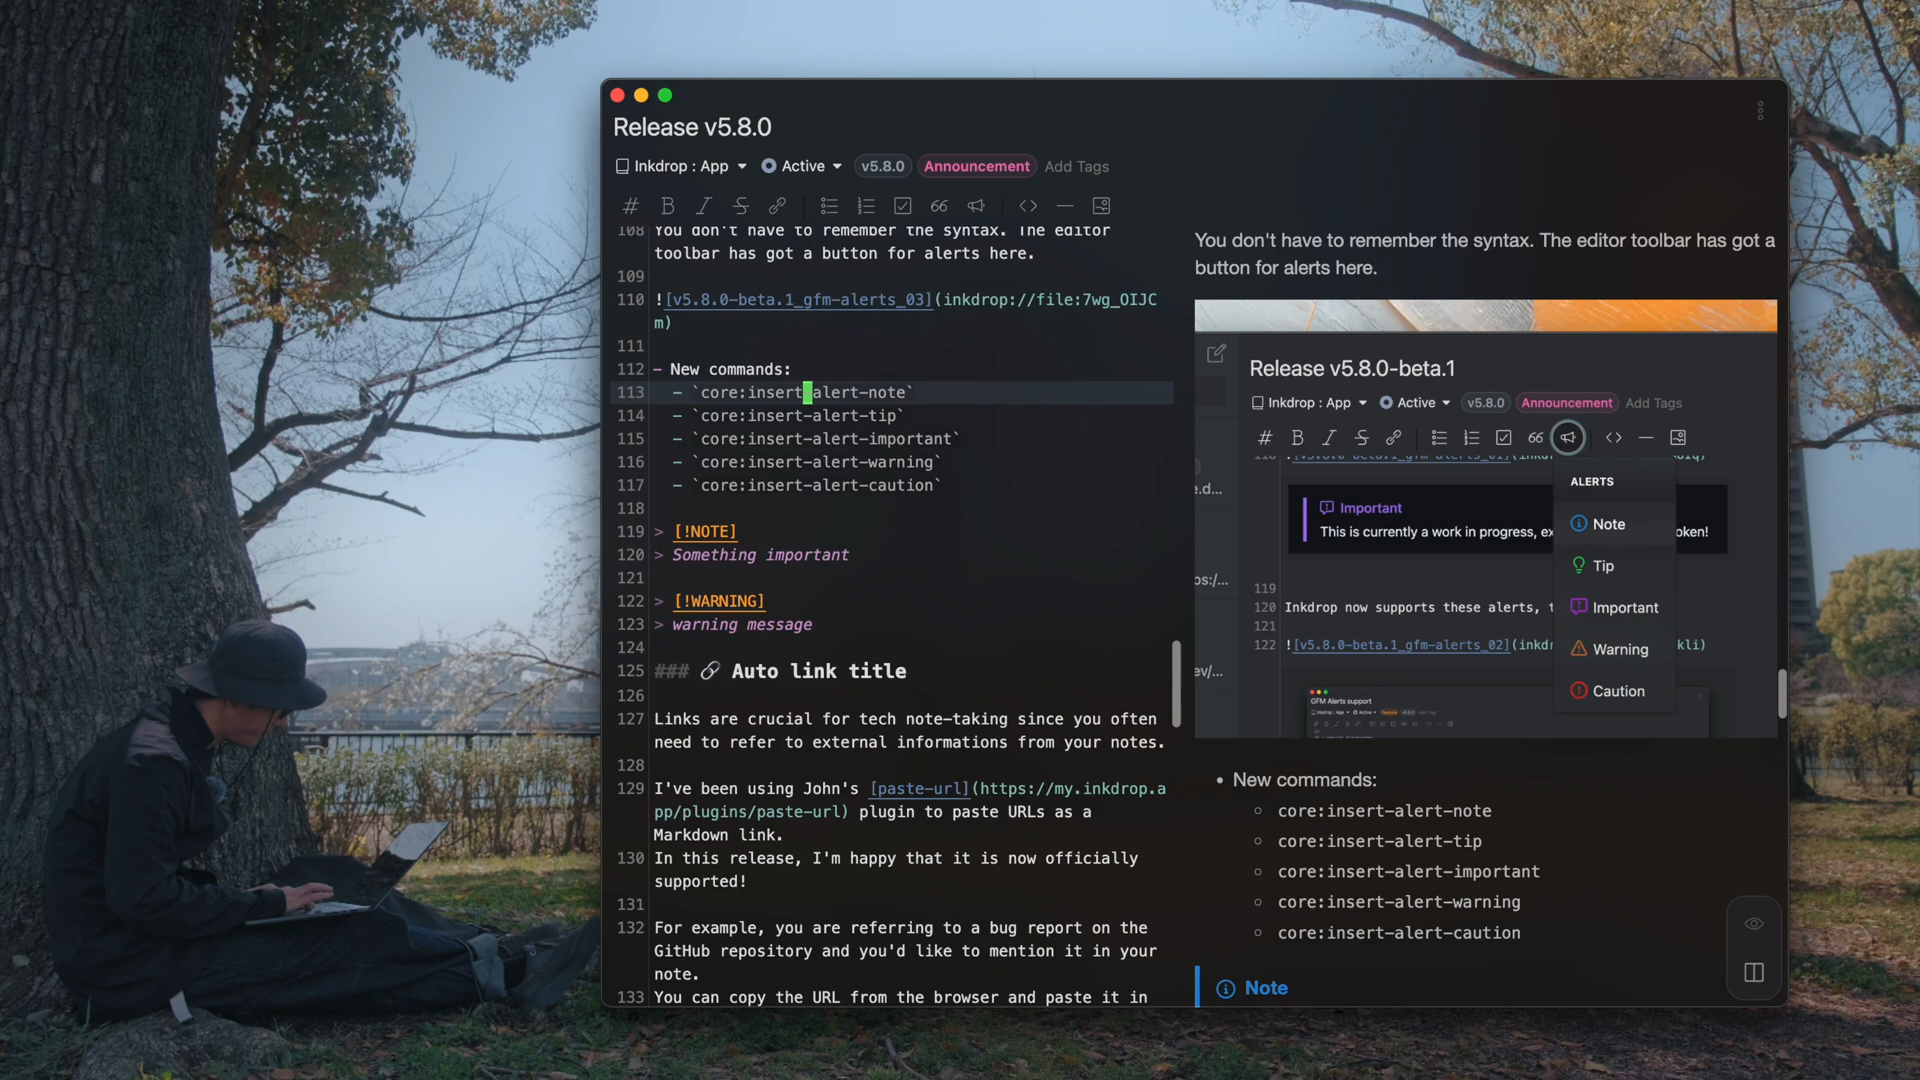 Release v5.8.0
Inkdrop : App Active v5.8.0 Announcement Add Tags
108 You don't have to remember the syntax. The editor
toolbar has got a button for alerts here.
109
110 ![v5.8.0-beta.1_gfm-alerts_03](inkdrop://file:7wg_OIJC
m)
111
112 - New commands:
113 - `core:insert-alert-note`
114 - `core:insert-alert-tip`
115 - `core:insert-alert-important`
116 - `core:insert-alert-warning`
117 - `core:insert-alert-caution`
118
119 > [!NOTE]
120 > Something important
121
122 > [!WARNING]
123 > warning message
124
125 ### 🔗 Auto link title
126
127 Links are crucial for tech note-taking since you often
need to refer to external informations from your notes.
128
129 I've been using John's [paste-url](https://my.inkdrop.a
pp/plugins/paste-url) plugin to paste URLs as a
Markdown link.
130 In this release, I'm happy that it is now officially
supported!
131
132 For example, you are referring to a bug report on the
GitHub repository and you'd like to mention it in your
note.
133 You can copy the URL from the browser and paste it in
You don't have to remember the syntax. The editor toolbar has got a
button for alerts here.
Release v5.8.0-beta.1
Inkdrop : App Active v5.8.0 Announcement Add Tags
ALERTS
Note
Tip
Important
Warning
Caution
e.d...
os:/...
ev/...
Important
This is currently a work in progress, ex oken!
119
120 Inkdrop now supports these alerts, t
121
122 ![v5.8.0-beta.1_gfm-alerts_02](inkdr kli)
GFM Alerts support
• New commands:
◦ core:insert-alert-note
◦ core:insert-alert-tip
◦ core:insert-alert-important
◦ core:insert-alert-warning
◦ core:insert-alert-caution
Note